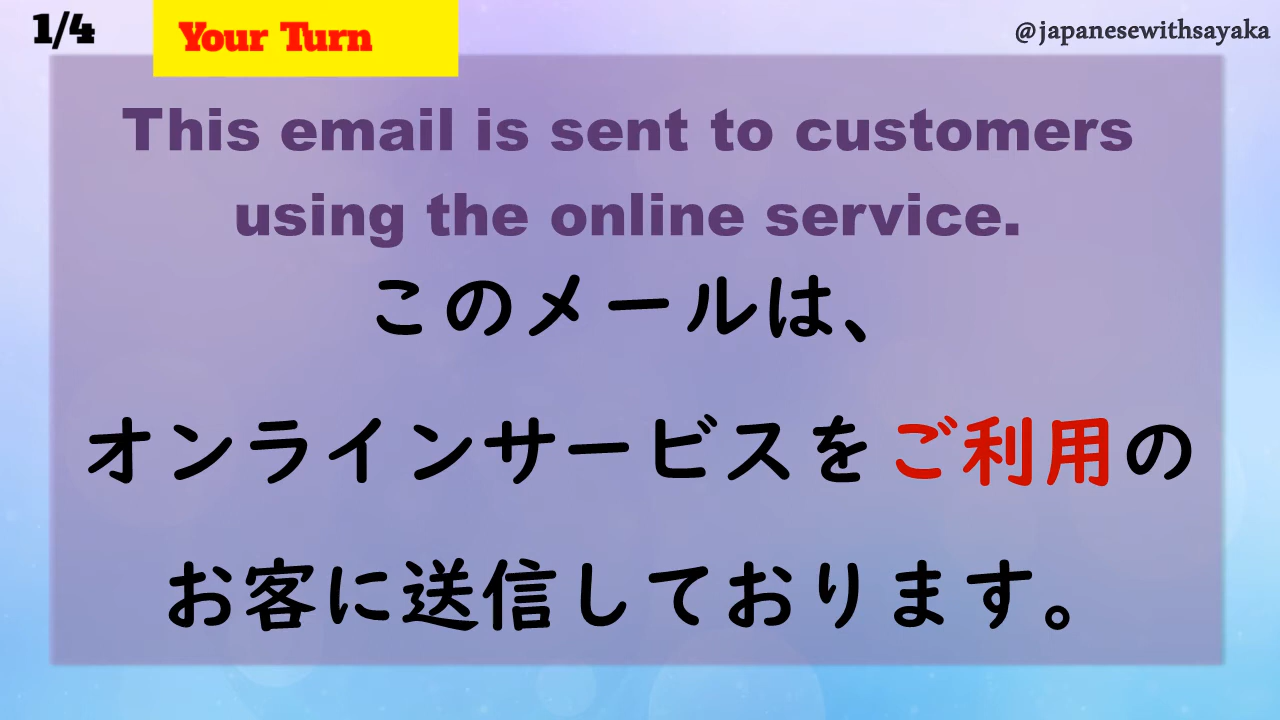 1/4
Your Turn
@japanesewithsayaka
This email is sent to customers
using the online service.
このメールは、
オンラインサービスをご利用の
お客に送信しております。